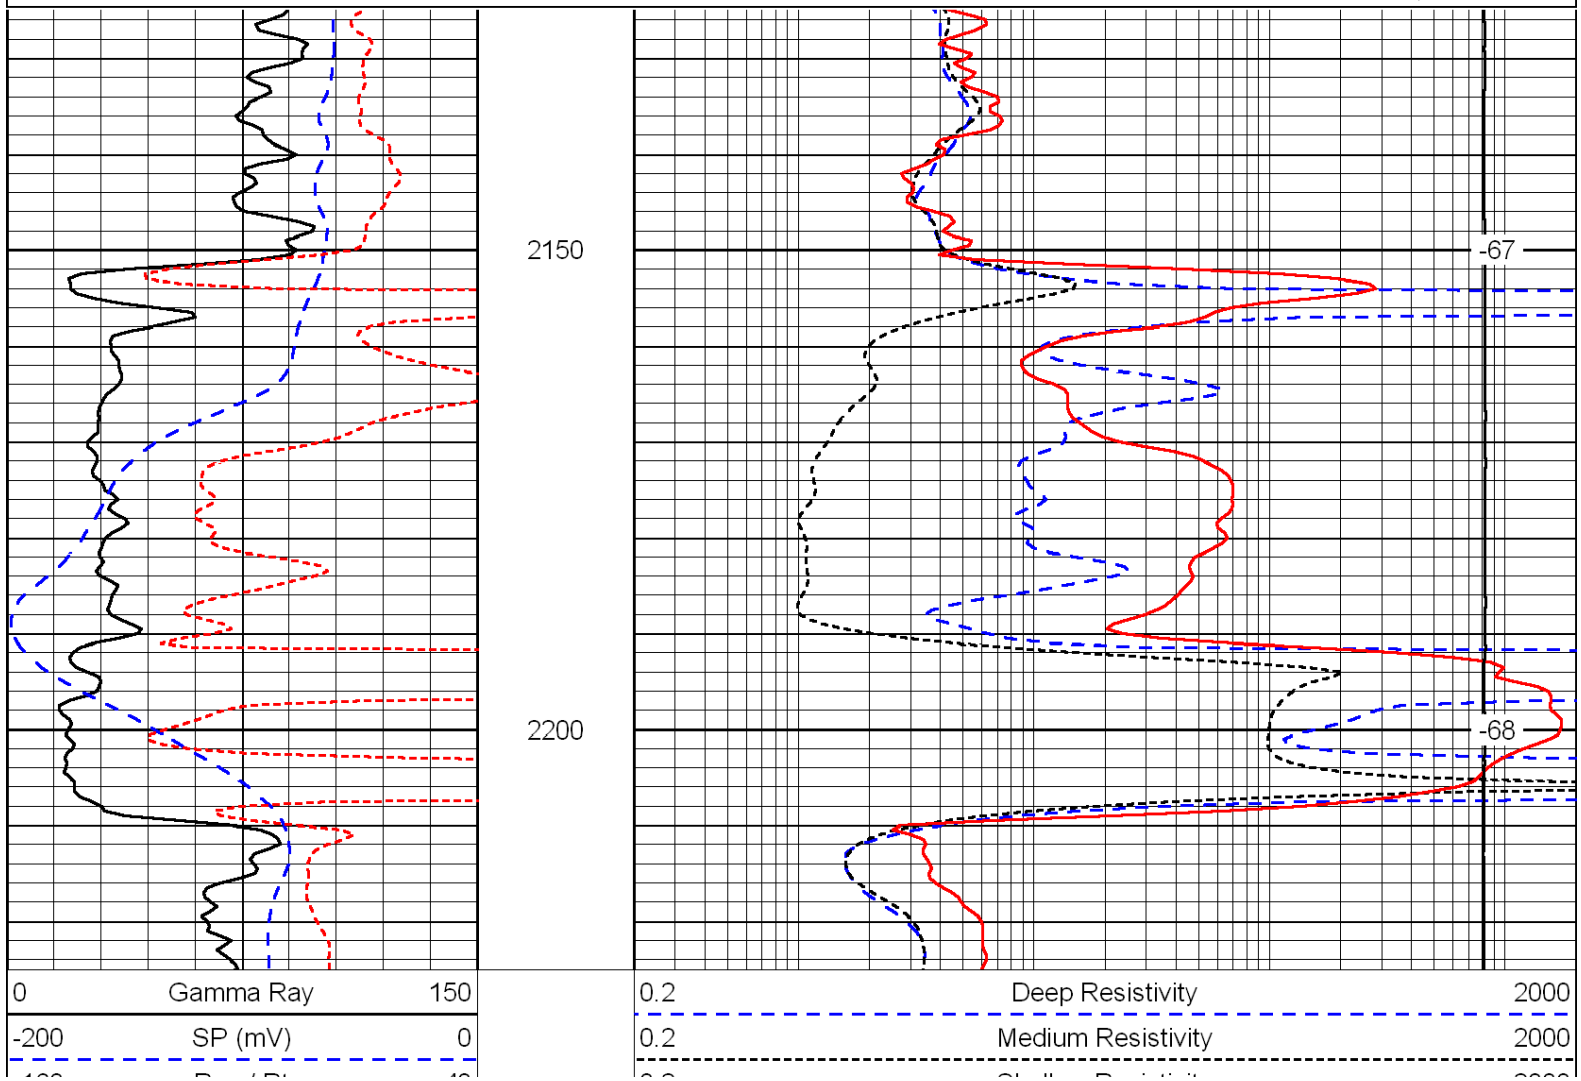 2150
-67
2200
-68
0 Gamma Ray 150
0.2 Deep Resistivity 2000
-200 SP (mV) 0
0.2 Medium Resistivity 2000